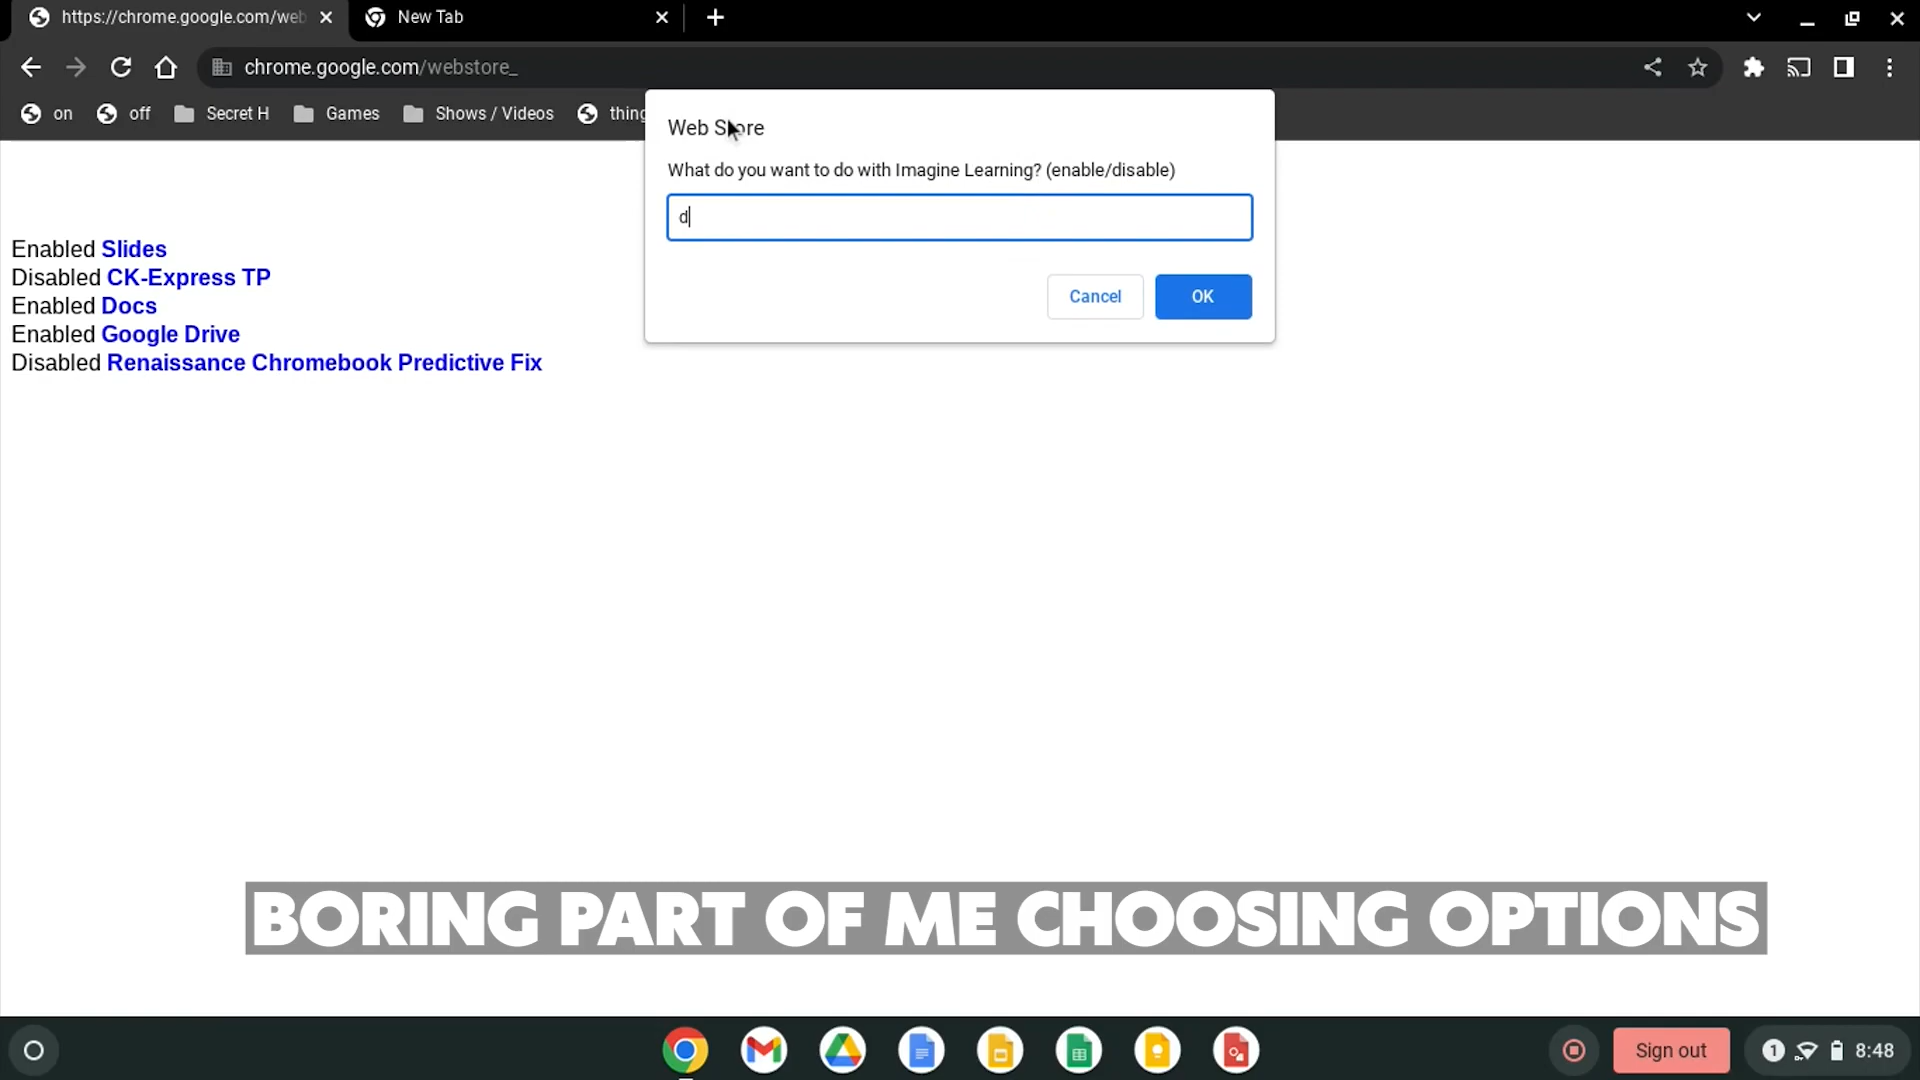 https://chrome.google.com/web
New Tab
chrome.google.com/webstore_
on
off
Secret H
Games
Shows / Videos
thing
Web Store
What do you want to do with Imagine Learning? (enable/disable)
d
Cancel
OK
Enabled Slides
Disabled CK-Express TP
Enabled Docs
Enabled Google Drive
Disabled Renaissance Chromebook Predictive Fix
BORING PART OF ME CHOOSING OPTIONS
Sign out
1
8:48